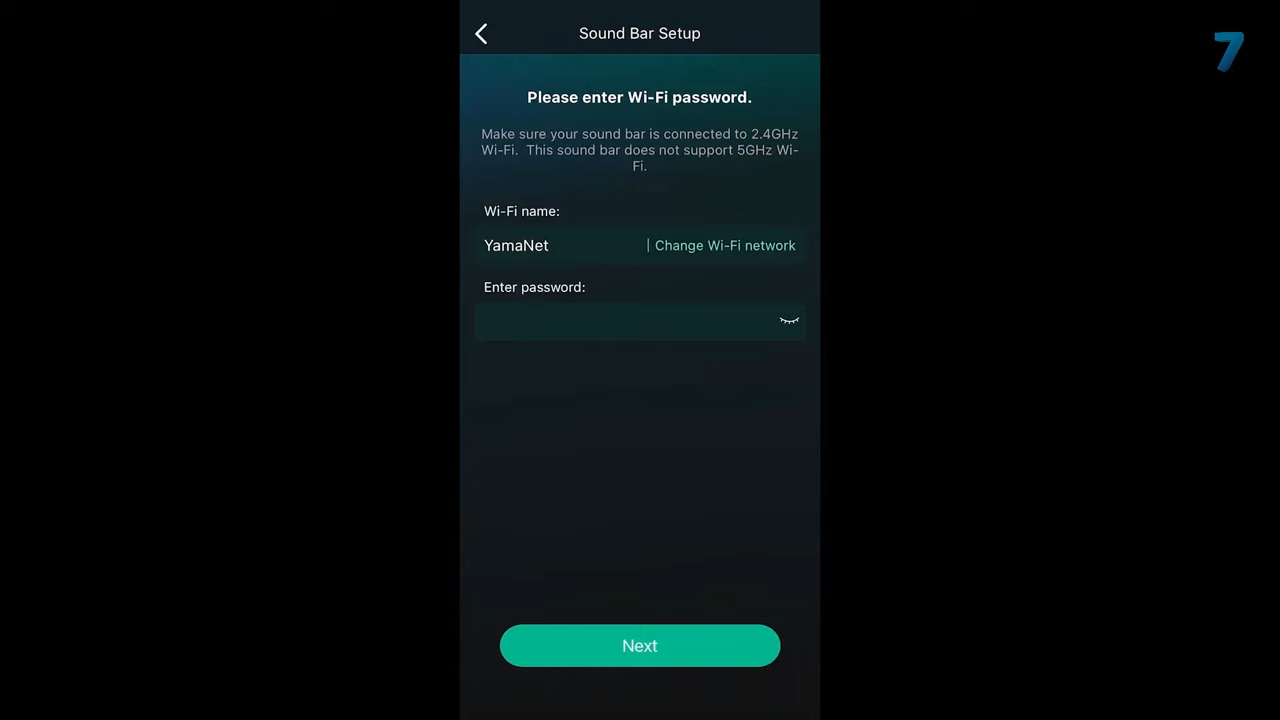 Sound Bar Setup
7
Please enter Wi-Fi password.
Make sure your sound bar is connected to 2.4GHz
Wi-Fi.  This sound bar does not support 5GHz Wi-
Fi.
Wi-Fi name:
YamaNet | Change Wi-Fi network
Enter password:
Next